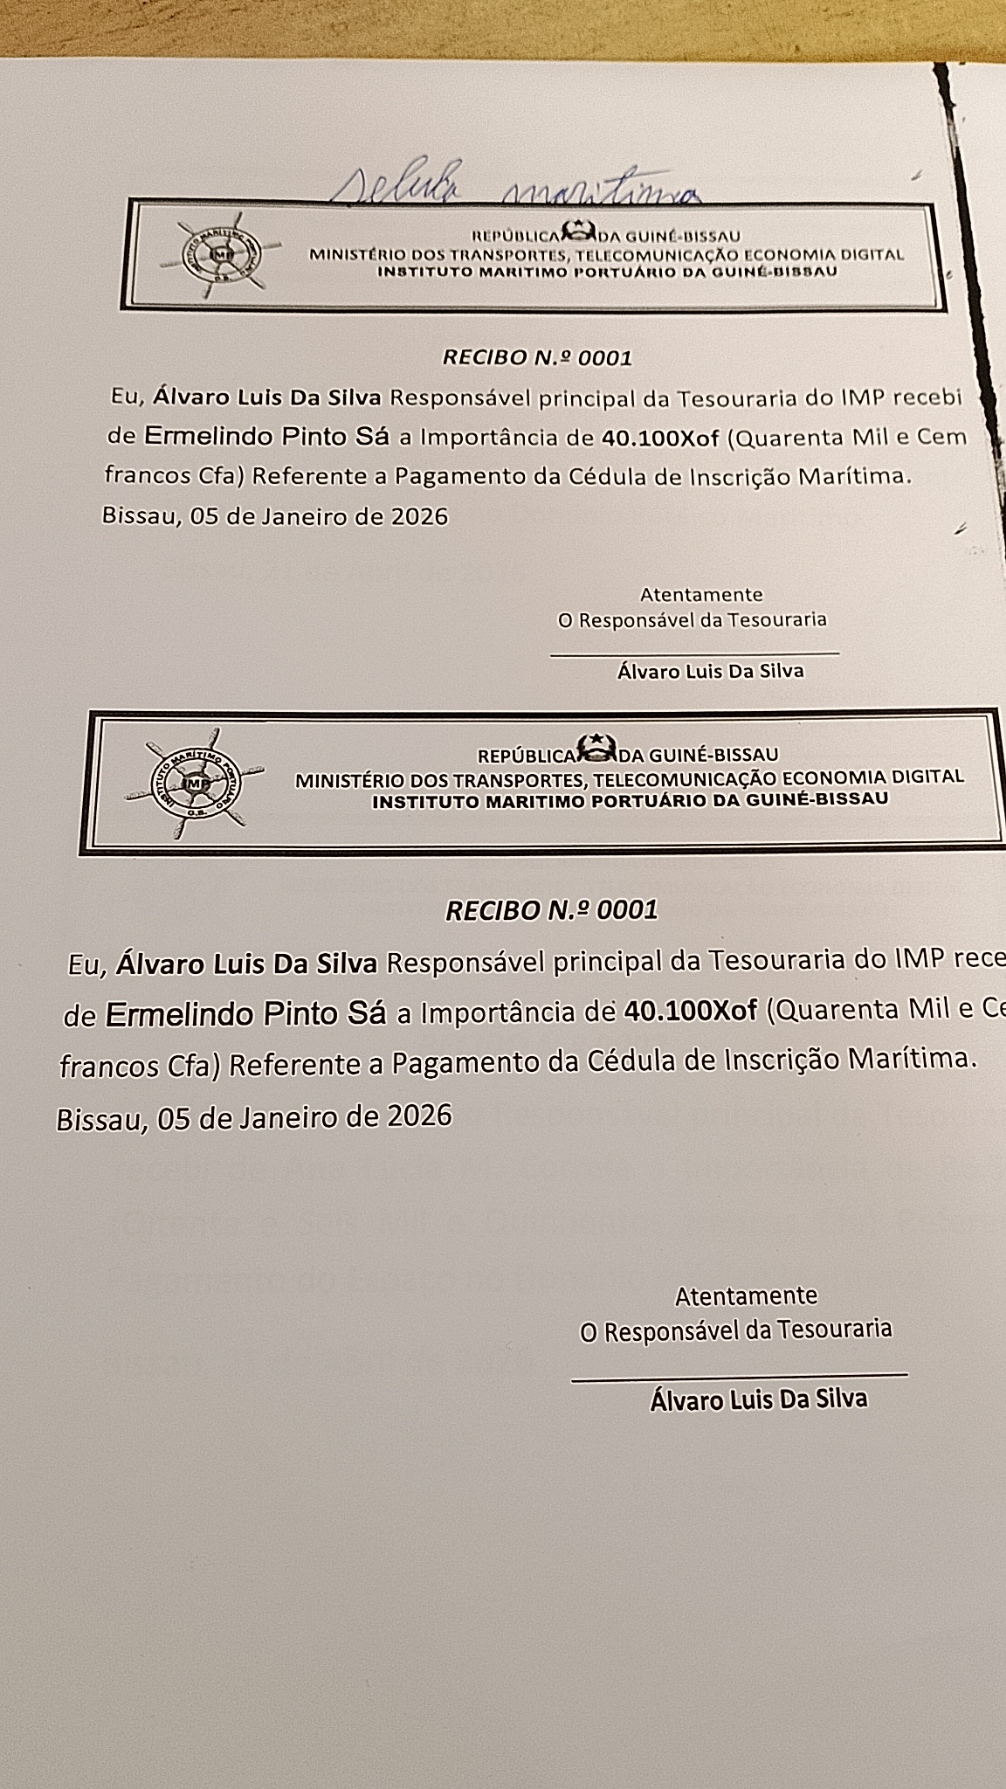 maritima
REPÚBLICA DA GUINÉ-BISSAU
MINISTÉRIO DOS TRANSPORTES, TELECOMUNICAÇÃO ECONOMIA DIGITAL
INSTITUTO MARITIMO PORTUÁRIO DA GUINÉ-BISSAU
IMP
RECIBO N.º 0001
Eu, Álvaro Luis Da Silva Responsável principal da Tesouraria do IMP recebi
de Ermelindo Pinto Sá a Importância de 40.100Xof (Quarenta Mil e Cem
francos Cfa) Referente a Pagamento da Cédula de Inscrição Marítima.
Bissau, 05 de Janeiro de 2026
Atentamente
O Responsável da Tesouraria
Álvaro Luis Da Silva
INSTITUTO MARÍTIMO PORTUÁRIO
IMP
G.B.
REPÚBLICA DA GUINÉ-BISSAU
MINISTÉRIO DOS TRANSPORTES, TELECOMUNICAÇÃO ECONOMIA DIGITAL
INSTITUTO MARITIMO PORTUÁRIO DA GUINÉ-BISSAU
RECIBO N.º 0001
Eu, Álvaro Luis Da Silva Responsável principal da Tesouraria do IMP rece
de Ermelindo Pinto Sá a Importância de 40.100Xof (Quarenta Mil e Ce
francos Cfa) Referente a Pagamento da Cédula de Inscrição Marítima.
Bissau, 05 de Janeiro de 2026
Atentamente
O Responsável da Tesouraria
Álvaro Luis Da Silva